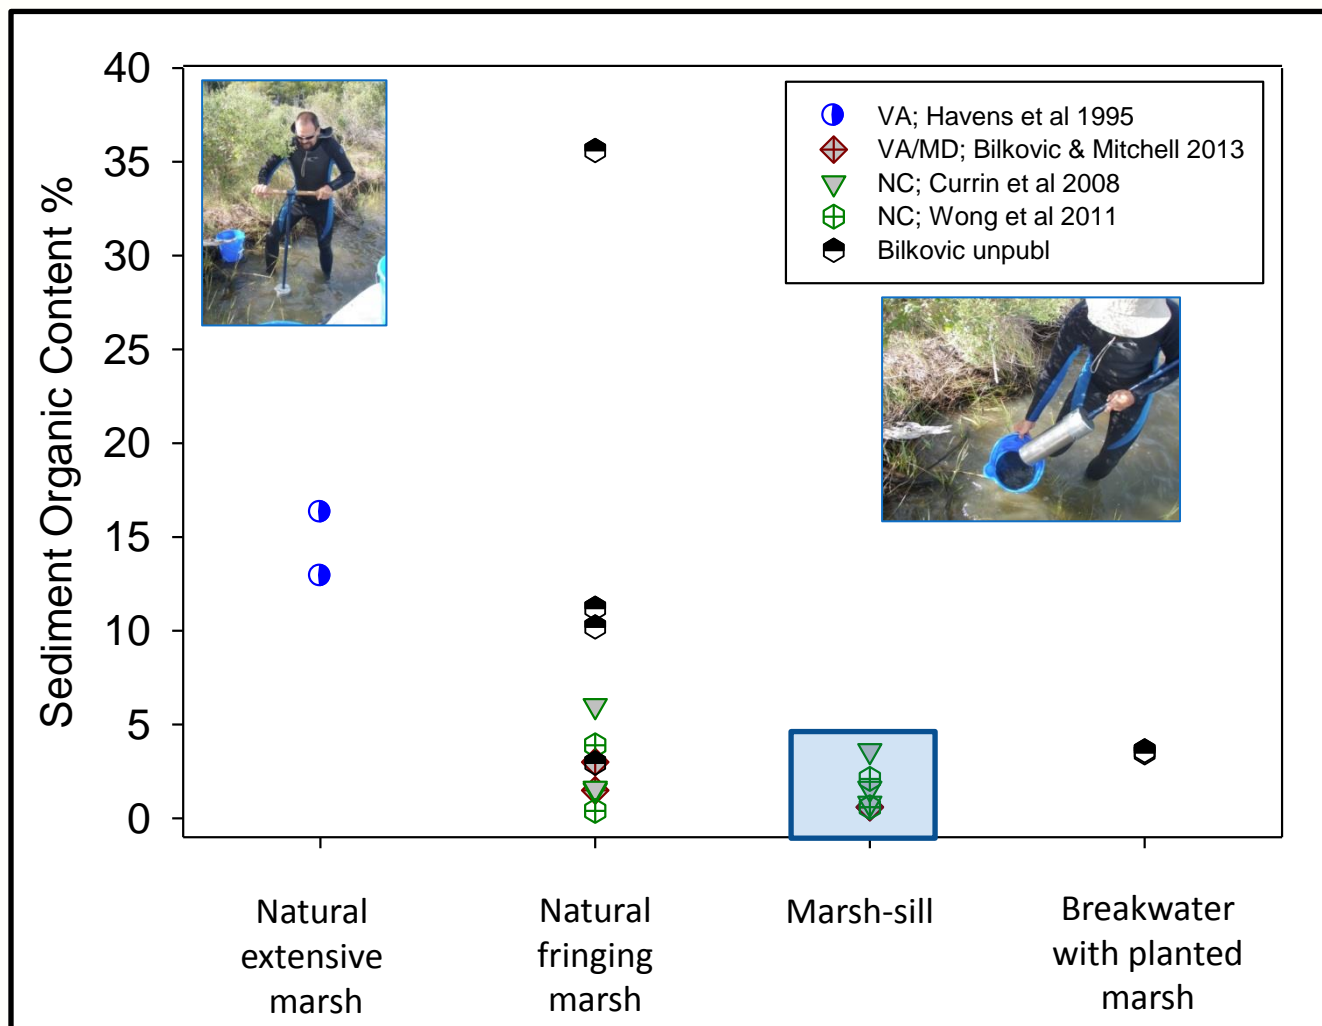 40
35
30
25
20
15
10
5
0
Sediment Organic Content %
VA; Havens et al 1995
VA/MD; Bilkovic & Mitchell 2013
NC; Currin et al 2008
NC; Wong et al 2011
Bilkovic unpubl
Natural
extensive
marsh
Natural
fringing
marsh
Marsh-sill
Breakwater
with planted
marsh